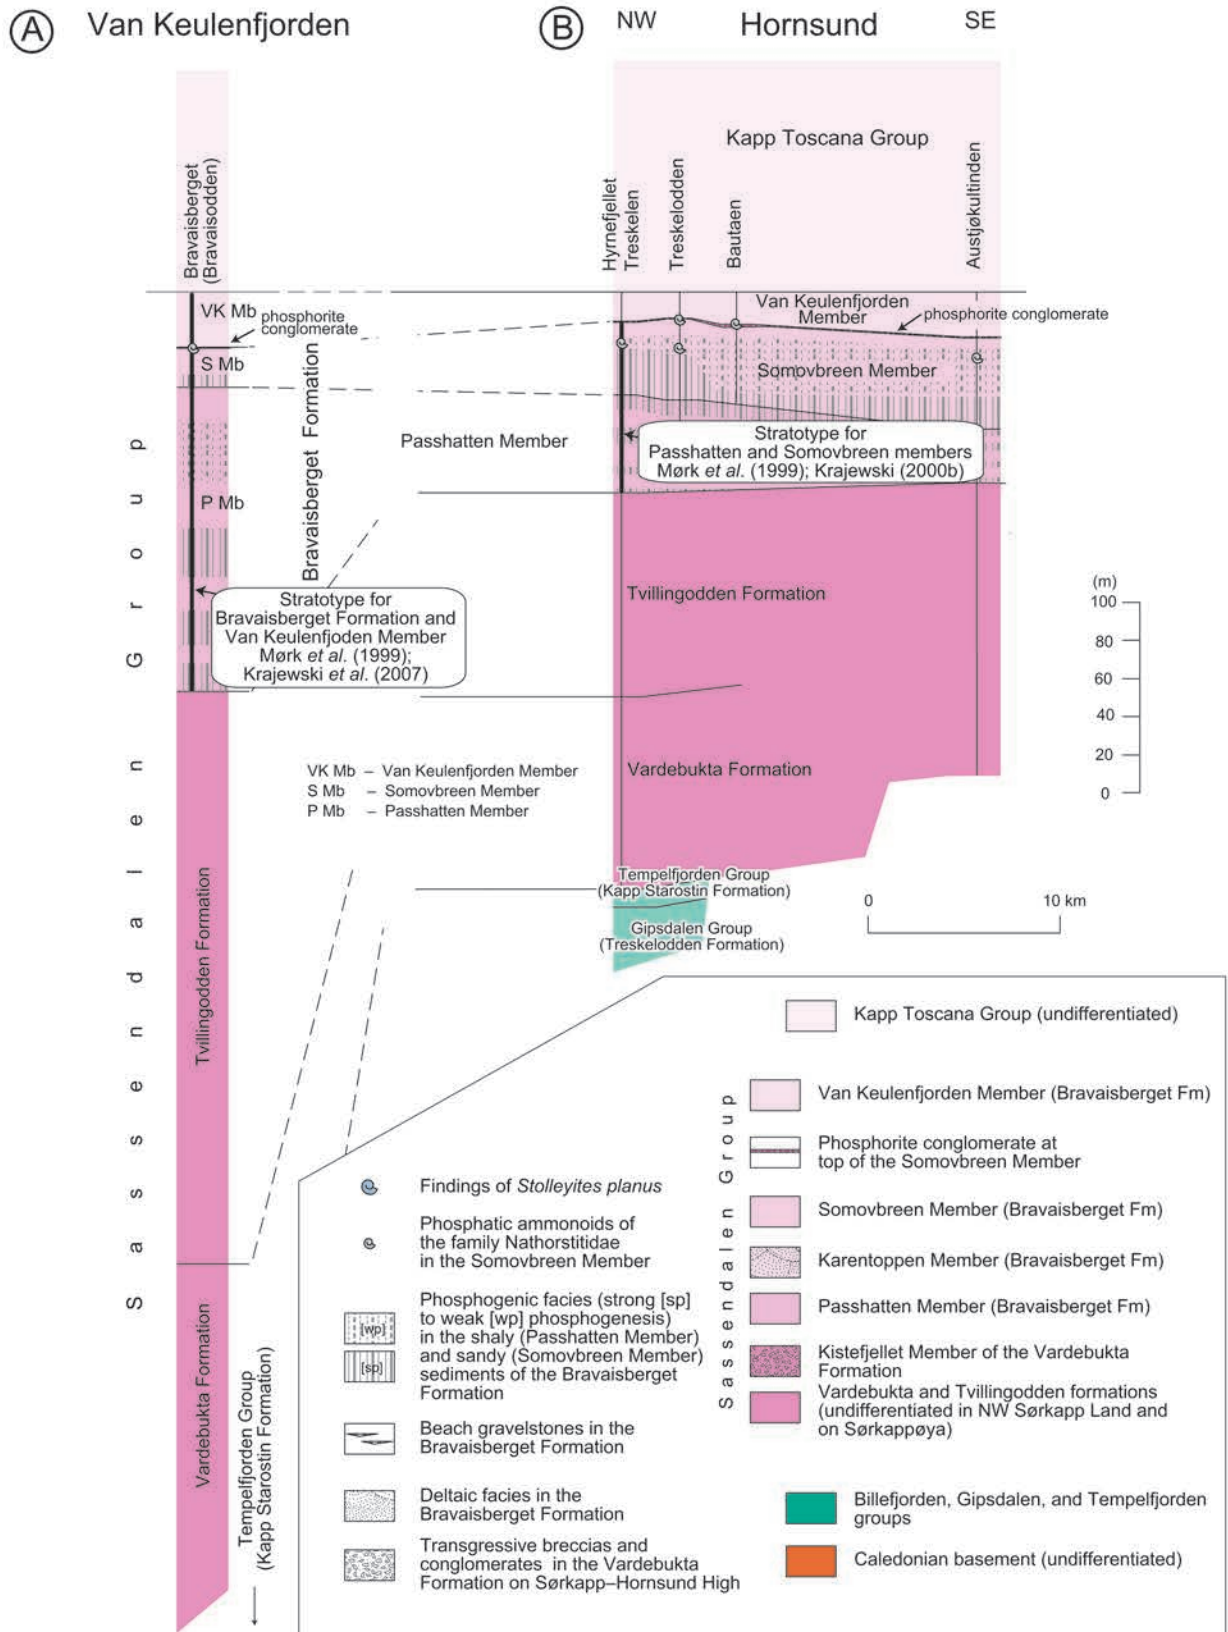 A Van Keulenfjorden
B NW Hornsund SE
Kapp Toscana Group
Bravaisberget
(Bravaisodden)
Hyrnefjellet
Treskelen
Treskelodden
Bautaen
Austjøkultinden
VK Mb
phosphorite
conglomerate
S Mb
P Mb
Bravaisberget Formation
Van Keulenfjorden
Member
phosphorite conglomerate
Somovbreen Member
Passhatten Member
Stratotype for
Passhatten and Somovbreen members
Mørk et al. (1999); Krajewski (2000b)
Stratotype for
Bravaisberget Formation and
Van Keulenfjoden Member
Mørk et al. (1999);
Krajewski et al. (2007)
Sassendalen Group
Tvillingodden Formation
Vardebukta Formation
(m)
100
80
60
40
20
0
VK Mb – Van Keulenfjorden Member
S Mb – Somovbreen Member
P Mb – Passhatten Member
Tempelfjorden Group
(Kapp Starostin Formation)
Gipsdalen Group
(Treskelodden Formation)
0 10 km
Tvillingodden Formation
Vardebukta Formation
Tempelfjorden Group
(Kapp Starostin Formation)
Findings of Stolleyites planus
Phosphatic ammonoids of
the family Nathorstitidae
in the Somovbreen Member
[wp]
[sp]
Phosphogenic facies (strong [sp]
to weak [wp] phosphogenesis)
in the shaly (Passhatten Member)
and sandy (Somovbreen Member)
sediments of the Bravaisberget
Formation
Beach gravelstones in the
Bravaisberget Formation
Deltaic facies in the
Bravaisberget Formation
Transgressive breccias and
conglomerates in the Vardebukta
Formation on Sørkapp–Hornsund High
Kapp Toscana Group (undifferentiated)
Sassendalen Group
Van Keulenfjorden Member (Bravaisberget Fm)
Phosphorite conglomerate at
top of the Somovbreen Member
Somovbreen Member (Bravaisberget Fm)
Karentoppen Member (Bravaisberget Fm)
Passhatten Member (Bravaisberget Fm)
Kistefjellet Member of the Vardebukta
Formation
Vardebukta and Tvillingodden formations
(undifferentiated in NW Sørkapp Land and
on Sørkappøya)
Billefjorden, Gipsdalen, and Tempelfjorden
groups
Caledonian basement (undifferentiated)